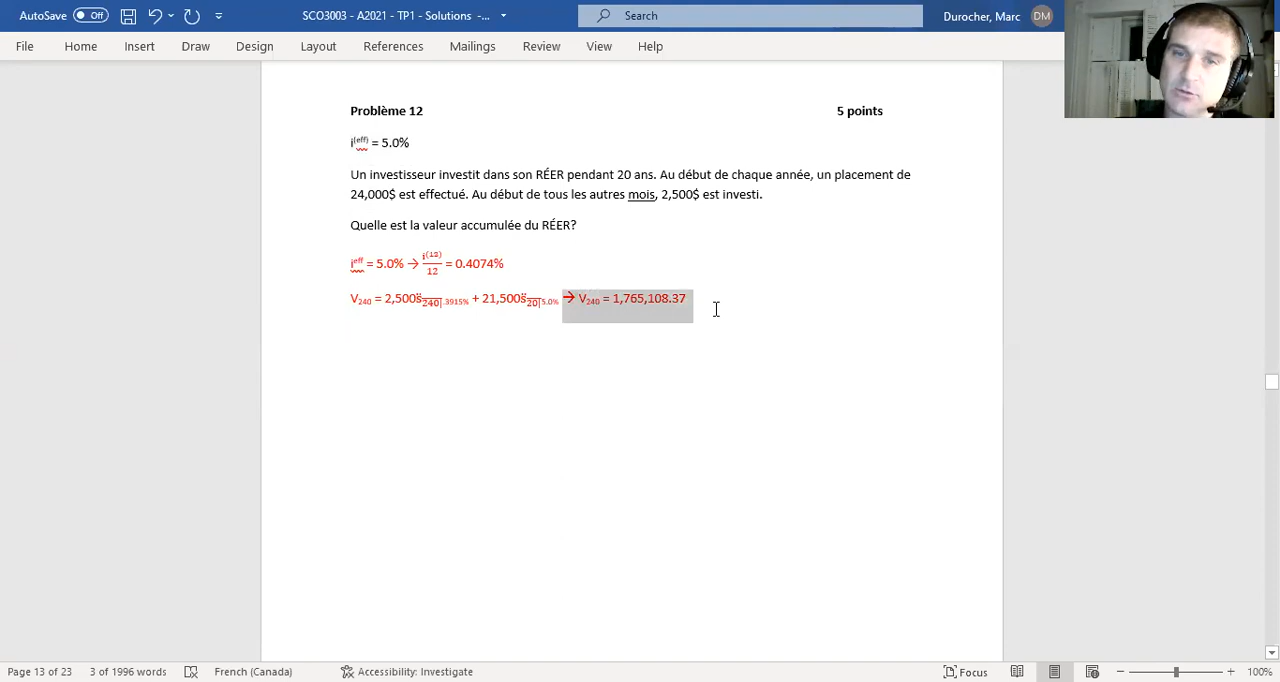 AutoSave Off SCO3003 - A2021 - TP1 - Solutions -... Search Durocher, Marc DM
File Home Insert Draw Design Layout References Mailings Review View Help
Problème 12 5 points
i(eff) = 5.0%
Un investisseur investit dans son RÉER pendant 20 ans. Au début de chaque année, un placement de
24,000$ est effectué. Au début de tous les autres mois, 2,500$ est investi.
Quelle est la valeur accumulée du RÉER?
ieff = 5.0% → i(12)/12 = 0.4074%
V240 = 2,500s̈240|.3915% + 21,500s̈20|5.0% → V240 = 1,765,108.37
Page 13 of 23 3 of 1996 words French (Canada) Accessibility: Investigate Focus 100%